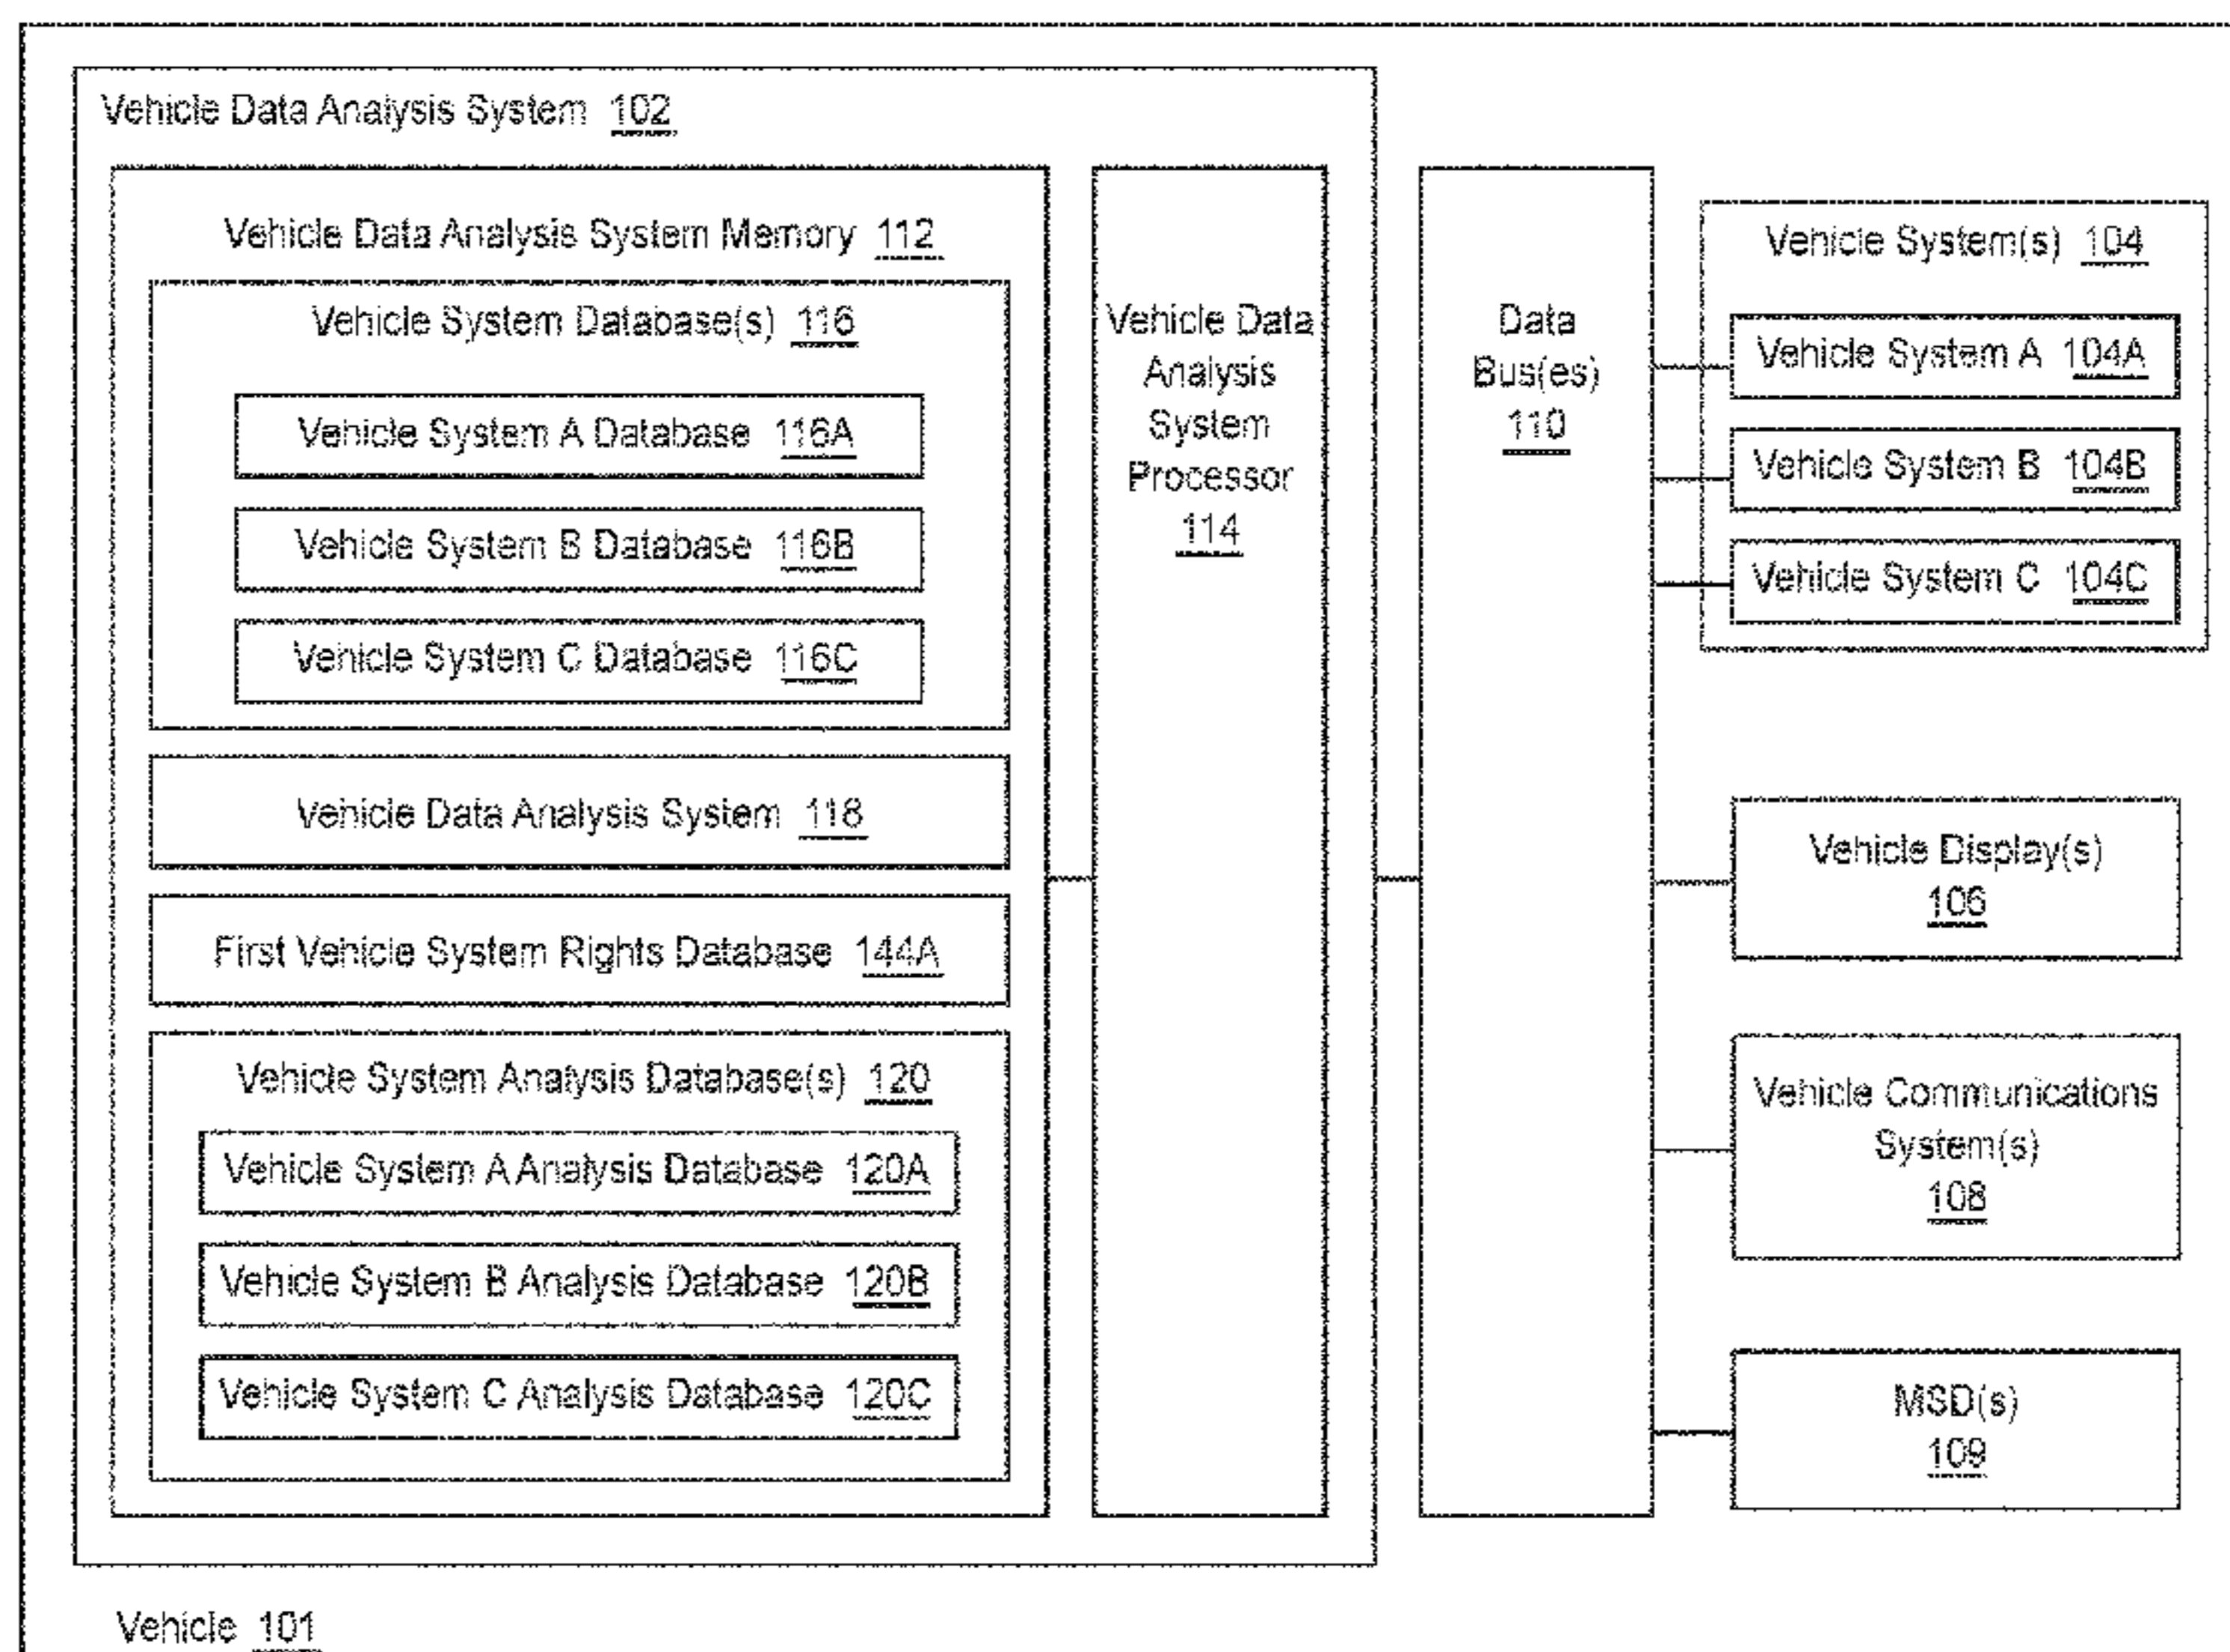 Vehicle Data Analysis System 102
Vehicle Data Analysis System Memory 112
Vehicle System Database(s) 116
Vehicle System A Database 116A
Vehicle System B Database 116B
Vehicle System C Database 116C
Vehicle Data Analysis System 118
First Vehicle System Rights Database 144A
Vehicle System Analysis Database(s) 120
Vehicle System A Analysis Database 120A
Vehicle System B Analysis Database 120B
Vehicle System C Analysis Database 120C
Vehicle Data
Analysis
System
Processor
114
Data
Bus(es)
110
Vehicle System(s) 104
Vehicle System A 104A
Vehicle System B 104B
Vehicle System C 104C
Vehicle Display(s)
106
Vehicle Communications
System(s)
108
MSD(s)
109
Vehicle 101